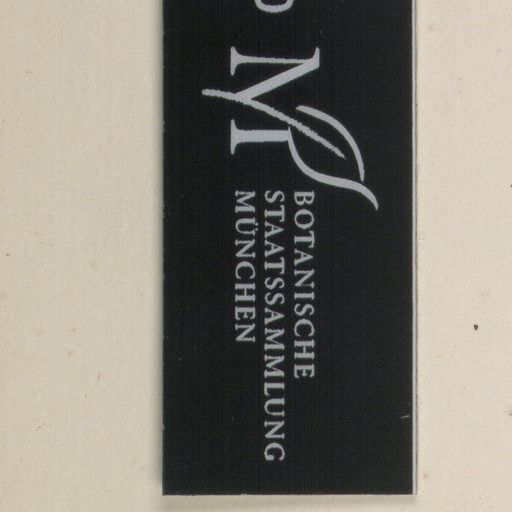 M
BOTANISCHE
STAATSSAMMLUNG
MÜNCHEN